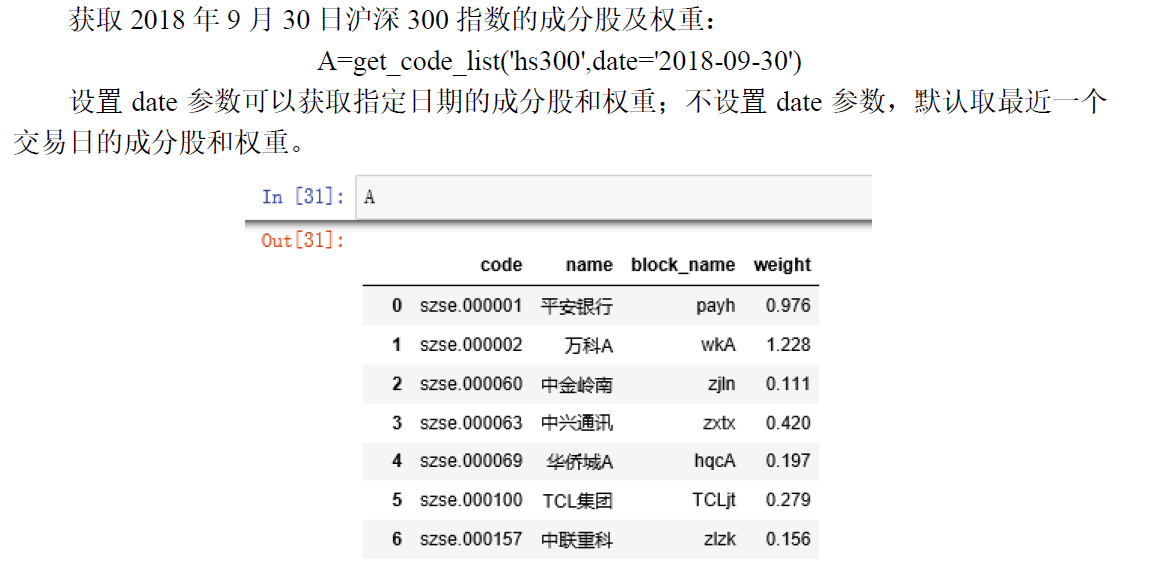 获取 2018 年 9 月 30 日沪深 300 指数的成分股及权重：
A=get_code_list('hs300',date='2018-09-30')
设置 date 参数可以获取指定日期的成分股和权重；不设置 date 参数，默认取最近一个
交易日的成分股和权重。
In [31]: A
Out[31]:
code name block_name weight
0 szse.000001 平安银行 payh 0.976
1 szse.000002 万科A wkA 1.228
2 szse.000060 中金岭南 zjln 0.111
3 szse.000063 中兴通讯 zxtx 0.420
4 szse.000069 华侨城A hqcA 0.197
5 szse.000100 TCL集团 TCLjt 0.279
6 szse.000157 中联重科 zlzk 0.156